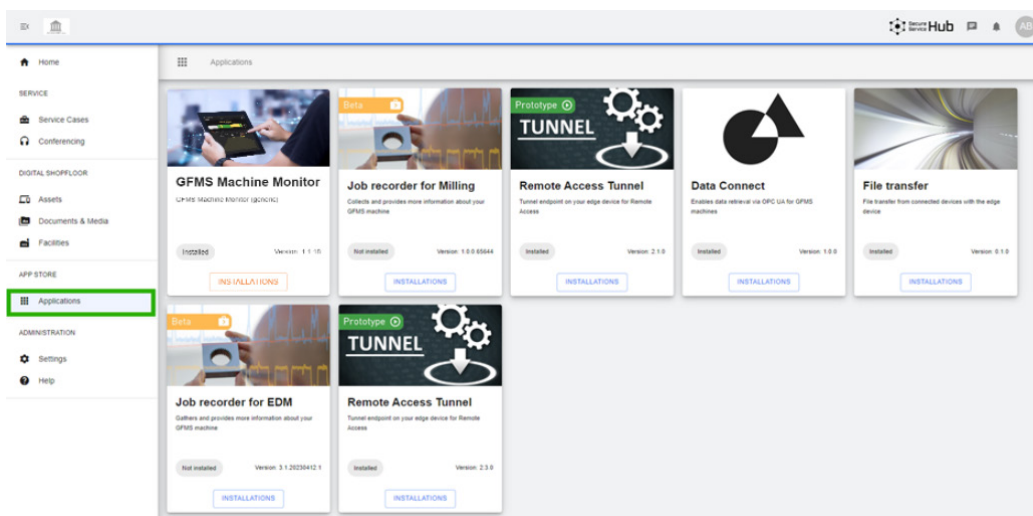 Secure Service Hub
AB
Home
Applications
SERVICE
Service Cases
Conferencing
DIGITAL SHOPFLOOR
Assets
Documents & Media
Facilities
APP STORE
Applications
ADMINISTRATION
Settings
Help
GFMS Machine Monitor
GFMS Machine Monitor (generic)
Installed
INSTALLATIONS
Beta
Job recorder for Milling
Collects and provides more information about your
GFMS machine
Not installed
Version: 1.0.0.65644
INSTALLATIONS
Prototype
TUNNEL
Remote Access Tunnel
Tunnel endpoint on your edge device for Remote
Access
Installed
Version: 2.1.0
INSTALLATIONS
Data Connect
Enables data retrieval via OPC UA for GFMS
machines
Installed
Version: 1.0.0
INSTALLATIONS
File transfer
File transfer from connected devices with the edge
device
Installed
Version: 0.1.0
INSTALLATIONS
Beta
Job recorder for EDM
Gathers and provides more information about your
GFMS machine
Not installed
Version: 3.1.20230412.1
INSTALLATIONS
Prototype
TUNNEL
Remote Access Tunnel
Tunnel endpoint on your edge device for Remote
Access
Installed
Version: 2.3.0
INSTALLATIONS